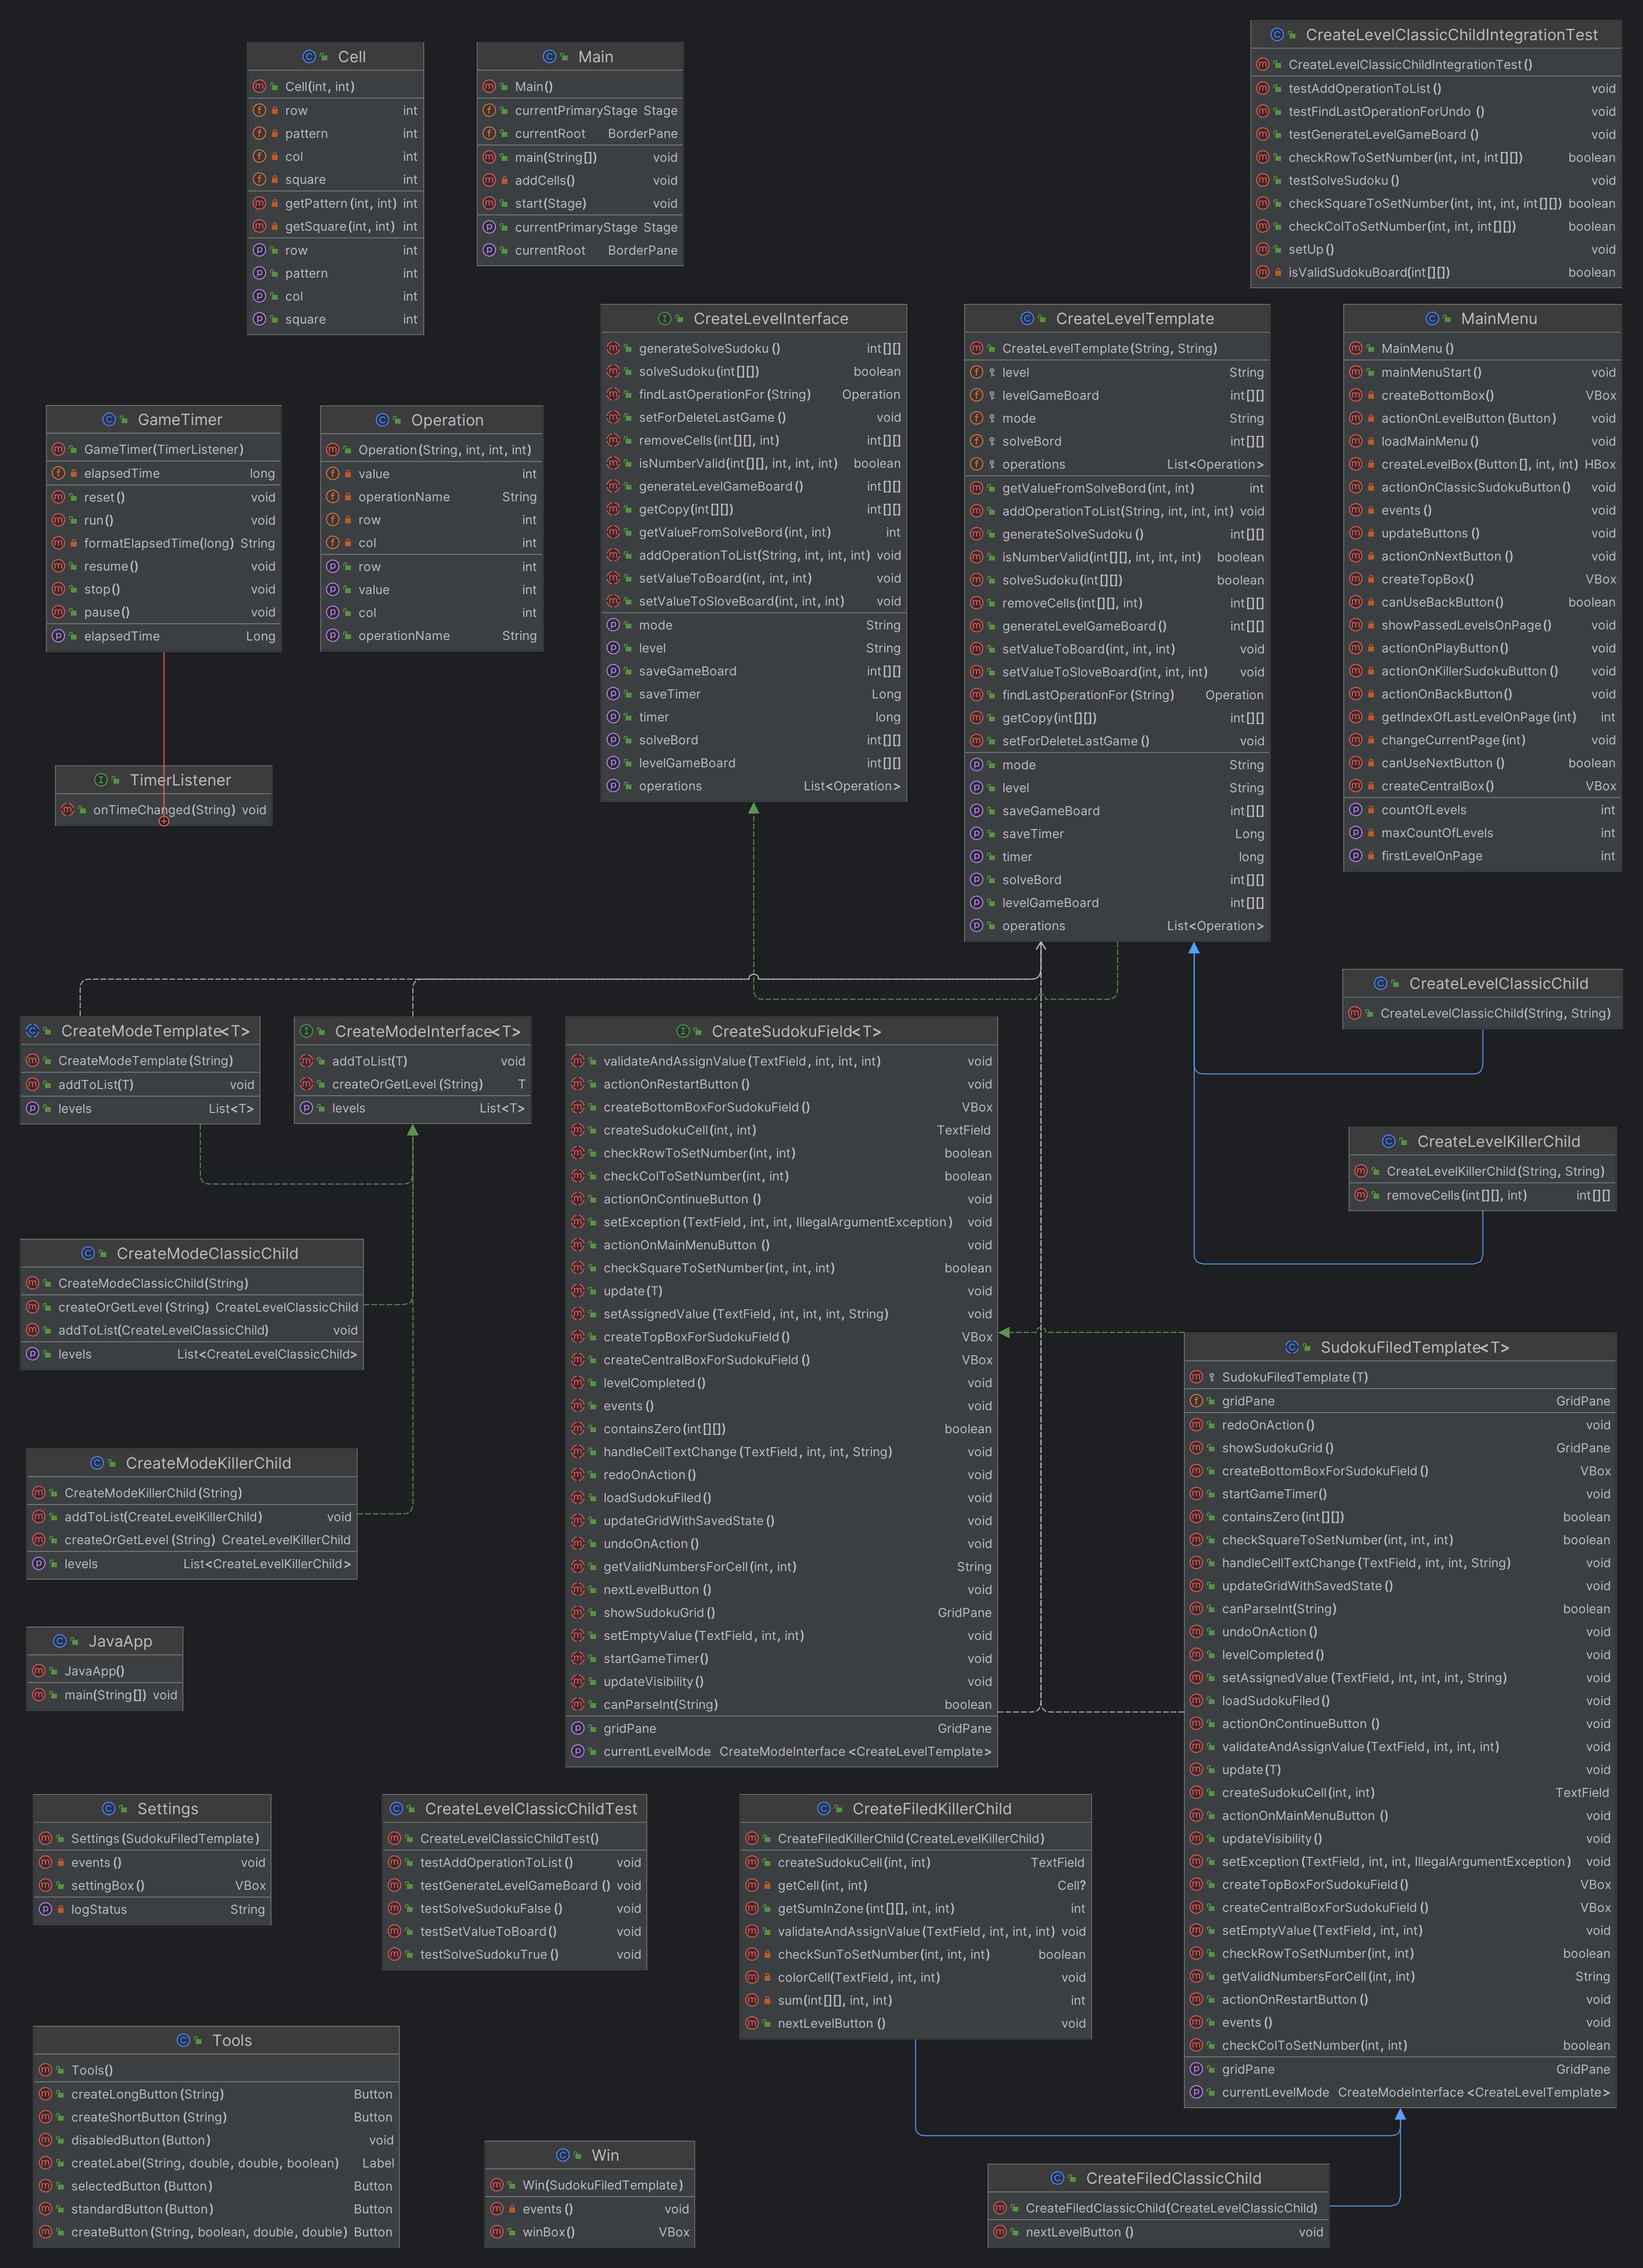 Cell
Cell(int, int)
row int
pattern int
col int
square int
getPattern(int, int) int
getSquare(int, int) int
row int
pattern int
col int
square int
Main
Main()
currentPrimaryStage Stage
currentRoot BorderPane
main(String[]) void
addCells() void
start(Stage) void
currentPrimaryStage Stage
currentRoot BorderPane
CreateLevelClassicChildIntegrationTest
CreateLevelClassicChildIntegrationTest()
testAddOperationToList() void
testFindLastOperationForUndo() void
testGenerateLevelGameBoard() void
checkRowToSetNumber(int, int, int[][]) boolean
testSolveSudoku() void
checkSquareToSetNumber(int, int, int, int[][]) boolean
checkColToSetNumber(int, int, int[][]) boolean
setUp() void
isValidSudokuBoard(int[][]) boolean
CreateLevelInterface
generateSolveSudoku() int[][]
solveSudoku(int[][]) boolean
findLastOperationFor(String) Operation
setForDeleteLastGame() void
removeCells(int[][], int) int[][]
isNumberValid(int[][], int, int, int) boolean
generateLevelGameBoard() int[][]
getCopy(int[][]) int[][]
getValueFromSolveBord(int, int) int
addOperationToList(String, int, int, int) void
setValueToBoard(int, int, int) void
setValueToSloveBoard(int, int, int) void
mode String
level String
saveGameBoard int[][]
saveTimer Long
timer long
solveBord int[][]
levelGameBoard int[][]
operations List<Operation>
CreateLevelTemplate
CreateLevelTemplate(String, String)
level String
levelGameBoard int[][]
mode String
solveBord int[][]
operations List<Operation>
getValueFromSolveBord(int, int) int
addOperationToList(String, int, int, int) void
generateSolveSudoku() int[][]
isNumberValid(int[][], int, int, int) boolean
solveSudoku(int[][]) boolean
removeCells(int[][], int) int[][]
generateLevelGameBoard() int[][]
setValueToBoard(int, int, int) void
setValueToSloveBoard(int, int, int) void
findLastOperationFor(String) Operation
getCopy(int[][]) int[][]
setForDeleteLastGame() void
mode String
level String
saveGameBoard int[][]
saveTimer Long
timer long
solveBord int[][]
levelGameBoard int[][]
operations List<Operation>
MainMenu
MainMenu()
mainMenuStart() void
createBottomBox() VBox
actionOnLevelButton(Button) void
loadMainMenu() void
createLevelBox(Button[], int, int) HBox
actionOnClassicSudokuButton() void
events() void
updateButtons() void
actionOnNextButton() void
createTopBox() VBox
canUseBackButton() boolean
showPassedLevelsOnPage() void
actionOnPlayButton() void
actionOnKillerSudokuButton() void
actionOnBackButton() void
getIndexOfLastLevelOnPage(int) int
changeCurrentPage(int) void
canUseNextButton() boolean
createCentralBox() VBox
countOfLevels int
maxCountOfLevels int
firstLevelOnPage int
GameTimer
GameTimer(TimerListener)
elapsedTime long
reset() void
run() void
formatElapsedTime(long) String
resume() void
stop() void
pause() void
elapsedTime Long
Operation
Operation(String, int, int, int)
value int
operationName String
row int
col int
row int
value int
col int
operationName String
TimerListener
onTimeChanged(String) void
CreateLevelClassicChild
CreateLevelClassicChild(String, String)
CreateModeTemplate<T>
CreateModeTemplate(String)
addToList(T) void
levels List<T>
CreateModeInterface<T>
addToList(T) void
createOrGetLevel(String) T
levels List<T>
CreateSudokuField<T>
validateAndAssignValue(TextField, int, int, int) void
actionOnRestartButton() void
createBottomBoxForSudokuField() VBox
createSudokuCell(int, int) TextField
checkRowToSetNumber(int, int) boolean
checkColToSetNumber(int, int) boolean
actionOnContinueButton() void
setException(TextField, int, int, IllegalArgumentException) void
actionOnMainMenuButton() void
checkSquareToSetNumber(int, int, int) boolean
update(T) void
setAssignedValue(TextField, int, int, int, String) void
createTopBoxForSudokuField() VBox
createCentralBoxForSudokuField() VBox
levelCompleted() void
events() void
containsZero(int[][]) boolean
handleCellTextChange(TextField, int, int, String) void
redoOnAction() void
loadSudokuFiled() void
updateGridWithSavedState() void
undoOnAction() void
getValidNumbersForCell(int, int) String
nextLevelButton() void
showSudokuGrid() GridPane
setEmptyValue(TextField, int, int) void
startGameTimer() void
updateVisibility() void
canParseInt(String) boolean
gridPane GridPane
currentLevelMode CreateModeInterface<CreateLevelTemplate>
CreateLevelKillerChild
CreateLevelKillerChild(String, String)
removeCells(int[][], int) int[][]
CreateModeClassicChild
CreateModeClassicChild(String)
createOrGetLevel(String) CreateLevelClassicChild
addToList(CreateLevelClassicChild) void
levels List<CreateLevelClassicChild>
SudokuFiledTemplate<T>
SudokuFiledTemplate(T)
gridPane GridPane
redoOnAction() void
showSudokuGrid() GridPane
createBottomBoxForSudokuField() VBox
startGameTimer() void
containsZero(int[][]) boolean
checkSquareToSetNumber(int, int, int) boolean
handleCellTextChange(TextField, int, int, String) void
updateGridWithSavedState() void
canParseInt(String) boolean
undoOnAction() void
levelCompleted() void
setAssignedValue(TextField, int, int, int, String) void
loadSudokuFiled() void
actionOnContinueButton() void
validateAndAssignValue(TextField, int, int, int) void
update(T) void
createSudokuCell(int, int) TextField
actionOnMainMenuButton() void
updateVisibility() void
setException(TextField, int, int, IllegalArgumentException) void
createTopBoxForSudokuField() VBox
createCentralBoxForSudokuField() VBox
setEmptyValue(TextField, int, int) void
checkRowToSetNumber(int, int) boolean
getValidNumbersForCell(int, int) String
actionOnRestartButton() void
events() void
checkColToSetNumber(int, int) boolean
gridPane GridPane
currentLevelMode CreateModeInterface<CreateLevelTemplate>
CreateModeKillerChild
CreateModeKillerChild(String)
addToList(CreateLevelKillerChild) void
createOrGetLevel(String) CreateLevelKillerChild
levels List<CreateLevelKillerChild>
JavaApp
JavaApp()
main(String[]) void
Settings
Settings(SudokuFiledTemplate)
events() void
settingBox() VBox
logStatus String
CreateLevelClassicChildTest
CreateLevelClassicChildTest()
testAddOperationToList() void
testGenerateLevelGameBoard() void
testSolveSudokuFalse() void
testSetValueToBoard() void
testSolveSudokuTrue() void
CreateFiledKillerChild
CreateFiledKillerChild(CreateLevelKillerChild)
createSudokuCell(int, int) TextField
getCell(int, int) Cell?
getSumInZone(int[][], int, int) int
validateAndAssignValue(TextField, int, int, int) void
checkSunToSetNumber(int, int, int) boolean
colorCell(TextField, int, int) void
sum(int[][], int, int) int
nextLevelButton() void
Tools
Tools()
createLongButton(String) Button
createShortButton(String) Button
disabledButton(Button) void
createLabel(String, double, double, boolean) Label
selectedButton(Button) Button
standardButton(Button) Button
createButton(String, boolean, double, double) Button
Win
Win(SudokuFiledTemplate)
events() void
winBox() VBox
CreateFiledClassicChild
CreateFiledClassicChild(CreateLevelClassicChild)
nextLevelButton() void